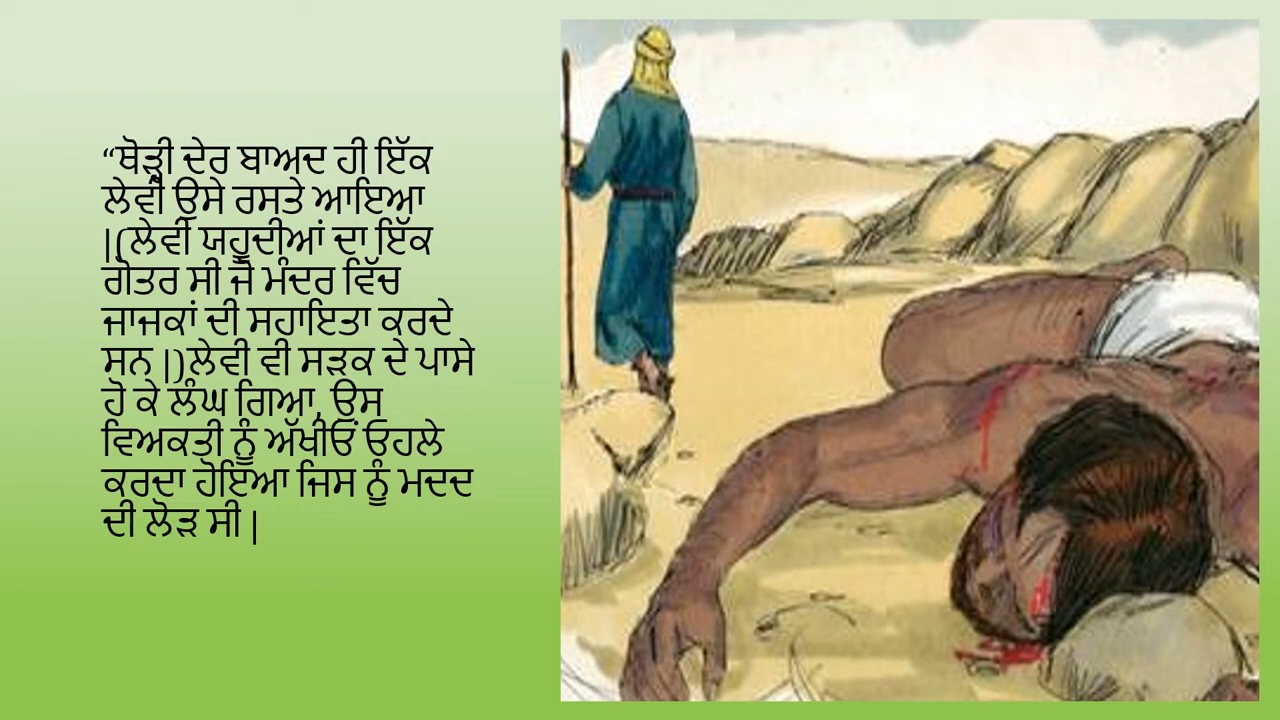 “ਥੋੜ੍ਹੀ ਦੇਰ ਬਾਅਦ ਹੀ ਇੱਕ
ਲੇਵੀ ਉਸੇ ਰਸਤੇ ਆਇਆ
|(ਲੇਵੀ ਯਹੂਦੀਆਂ ਦਾ ਇੱਕ
ਗੋਤਰ ਸੀ ਜੋ ਮੰਦਰ ਵਿੱਚ
ਜਾਜਕਾਂ ਦੀ ਸਹਾਇਤਾ ਕਰਦੇ
ਸਨ |)ਲੇਵੀ ਵੀ ਸੜਕ ਦੇ ਪਾਸੇ
ਹੋ ਕੇ ਲੰਘ ਗਿਆ, ਉਸ
ਵਿਅਕਤੀ ਨੂੰ ਅੱਖੀਓਂ ਓਹਲੇ
ਕਰਦਾ ਹੋਇਆ ਜਿਸ ਨੂੰ ਮਦਦ
ਦੀ ਲੋੜ ਸੀ |